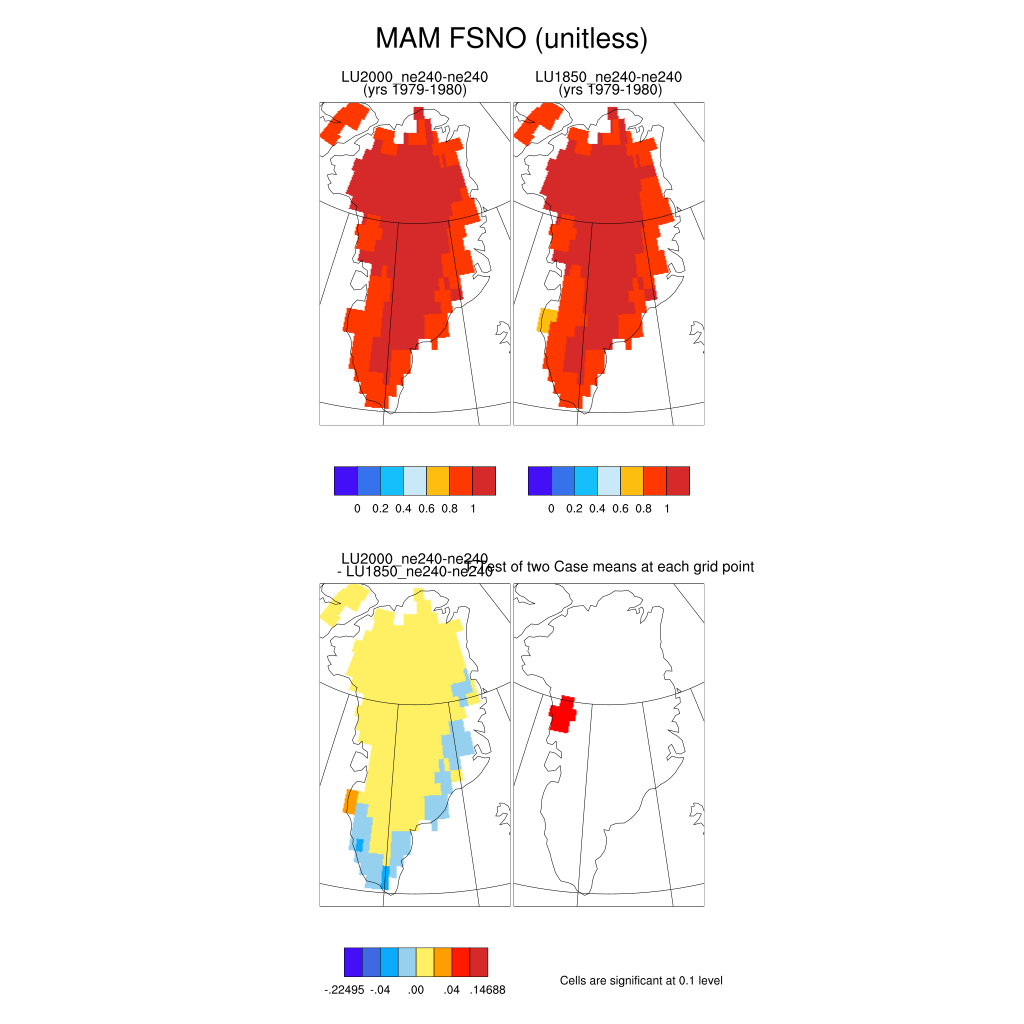 MAM FSNO (unitless)
LU2000_ne240-ne240
(yrs 1979-1980)
LU1850_ne240-ne240
(yrs 1979-1980)
0 0.2 0.4 0.6 0.8 1
0 0.2 0.4 0.6 0.8 1
LU2000_ne240-ne240
- LU1850_ne240-ne240
T-Test of two Case means at each grid point
-.22495 -.04 .00 .04 .14688
Cells are significant at 0.1 level